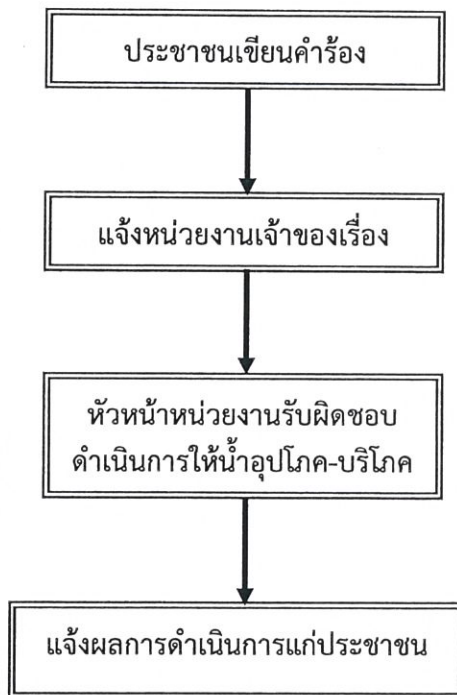 ประชาชนเขียนคำร้อง
แจ้งหน่วยงานเจ้าของเรื่อง
หัวหน้าหน่วยงานรับผิดชอบ
ดำเนินการให้น้ำอุปโภค-บริโภค
แจ้งผลการดำเนินการแก่ประชาชน